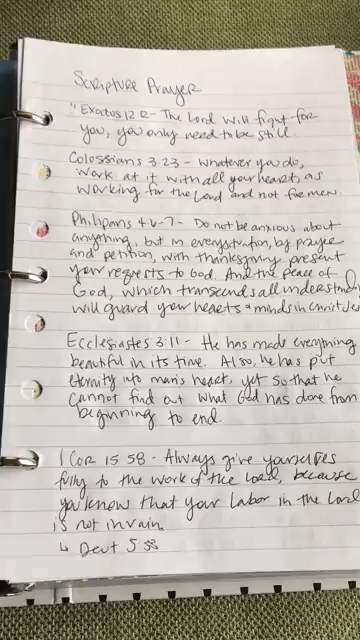 Scripture Prayer
"Exodus 12 12 - The Lord will fight for
you, you only need to be still.
Colossians 3:23 - Whatever you do,
work at it with all your heart, as
working for the Lord and not for men.
Philipians 4 6-7 - Do not be anxious about
anything, but in every situation, by prayer
and petition, with thanksgiving present
your requests to God. And the peace of
God, which transcends all understanding
will guard your hearts & minds in Christ Jes
Ecclesiastes 3:11 - He has made everything
beautiful in its time. Also, he has put
eternity into man's heart, yet so that he
cannot find out what God has done from
beginning to end.
1 Cor 15 58 - Always give yourselves
fully to the work of the Lord, because
you know that your labor in the Lord
is not in vain.
↳ Deut 5 33